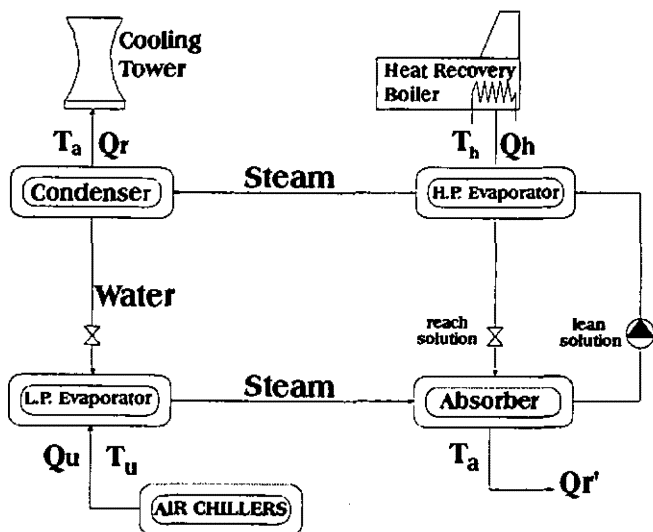 Cooling
Tower
Heat Recovery
Boiler
Ta Qr
Th Qh
Condenser
Steam
H.P. Evaporator
Water
reach
solution
lean
solution
L.P. Evaporator
Steam
Absorber
Qu Tu
Ta
Qr'
AIR CHILLERS